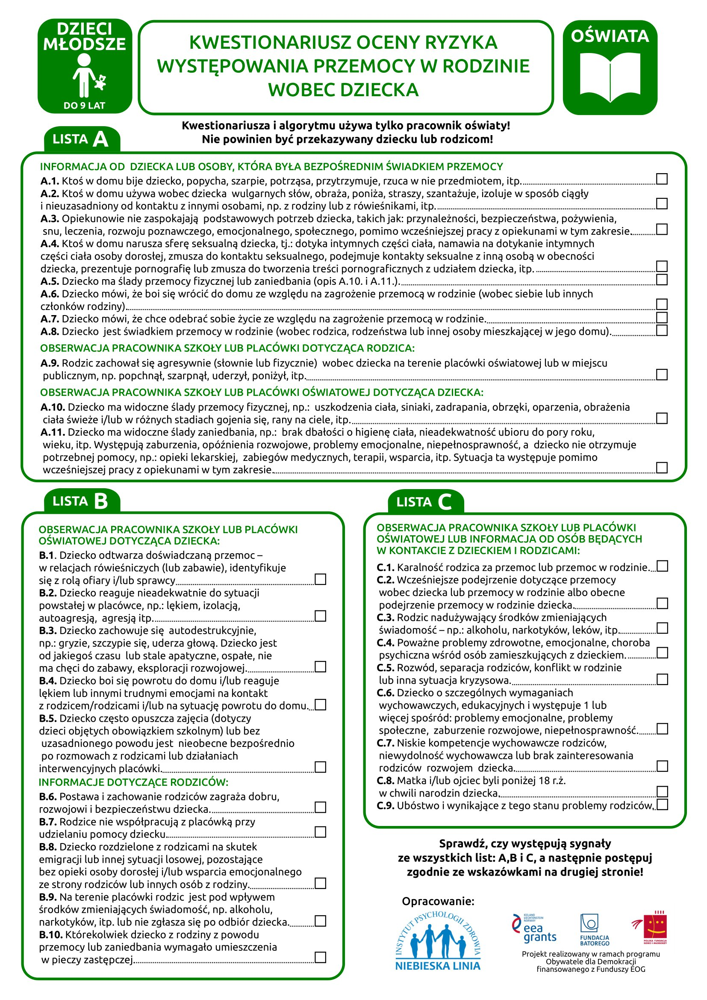 DZIECI
MŁODSZE
DO 9 LAT
KWESTIONARIUSZ OCENY RYZYKA
WYSTĘPOWANIA PRZEMOCY W RODZINIE
WOBEC DZIECKA
OŚWIATA
Kwestionariusza i algorytmu używa tylko pracownik oświaty!
Nie powinien być przekazywany dziecku lub rodzicom!
LISTA A
INFORMACJA OD DZIECKA LUB OSOBY, KTÓRA BYŁA BEZPOŚREDNIM ŚWIADKIEM PRZEMOCY
A.1. Ktoś w domu bije dziecko, popycha, szarpie, potrząsa, przytrzymuje, rzuca w nie przedmiotem, itp.
A.2. Ktoś w domu używa wobec dziecka wulgarnych słów, obraża, poniża, straszy, szantażuje, izoluje w sposób ciągły
i nieuzasadniony od kontaktu z innymi osobami, np. z rodziny lub z rówieśnikami, itp.
A.3. Opiekunowie nie zaspokajają podstawowych potrzeb dziecka, takich jak: przynależności, bezpieczeństwa, pożywienia,
snu, leczenia, rozwoju poznawczego, emocjonalnego, społecznego, pomimo wcześniejszej pracy z opiekunami w tym zakresie.
A.4. Ktoś w domu narusza sferę seksualną dziecka, tj.: dotyka intymnych części ciała, namawia na dotykanie intymnych
części ciała osoby dorosłej, zmusza do kontaktu seksualnego, podejmuje kontakty seksualne z inną osobą w obecności
dziecka, prezentuje pornografię lub zmusza do tworzenia treści pornograficznych z udziałem dziecka, itp.
A.5. Dziecko ma ślady przemocy fizycznej lub zaniedbania (opis A.10. i A.11.).
A.6. Dziecko mówi, że boi się wrócić do domu ze względu na zagrożenie przemocą w rodzinie (wobec siebie lub innych
członków rodziny).
A.7. Dziecko mówi, że chce odebrać sobie życie ze względu na zagrożenie przemocą w rodzinie.
A.8. Dziecko jest świadkiem przemocy w rodzinie (wobec rodzica, rodzeństwa lub innej osoby mieszkającej w jego domu).
OBSERWACJA PRACOWNIKA SZKOŁY LUB PLACÓWKI DOTYCZĄCA RODZICA:
A.9. Rodzic zachował się agresywnie (słownie lub fizycznie) wobec dziecka na terenie placówki oświatowej lub w miejscu
publicznym, np. popchnął, szarpnął, uderzył, poniżył, itp.
OBSERWACJA PRACOWNIKA SZKOŁY LUB PLACÓWKI OŚWIATOWEJ DOTYCZĄCA DZIECKA:
A.10. Dziecko ma widoczne ślady przemocy fizycznej, np.: uszkodzenia ciała, siniaki, zadrapania, obrzęki, oparzenia, obrażenia
ciała świeże i/lub w różnych stadiach gojenia się, rany na ciele, itp.
A.11. Dziecko ma widoczne ślady zaniedbania, np.: brak dbałości o higienę ciała, nieadekwatność ubioru do pory roku,
wieku, itp. Występują zaburzenia, opóźnienia rozwojowe, problemy emocjonalne, niepełnosprawność, a dziecko nie otrzymuje
potrzebnej pomocy, np.: opieki lekarskiej, zabiegów medycznych, terapii, wsparcia, itp. Sytuacja ta występuje pomimo
wcześniejszej pracy z opiekunami w tym zakresie.
LISTA B
OBSERWACJA PRACOWNIKA SZKOŁY LUB PLACÓWKI
OŚWIATOWEJ DOTYCZĄCA DZIECKA:
B.1. Dziecko odtwarza doświadczaną przemoc –
w relacjach rówieśniczych (lub zabawie), identyfikuje
się z rolą ofiary i/lub sprawcy
B.2. Dziecko reaguje nieadekwatnie do sytuacji
powstałej w placówce, np.: lękiem, izolacją,
autoagresją, agresją itp.
B.3. Dziecko zachowuje się autodestrukcyjnie,
np.: gryzie, szczypie się, uderza głową. Dziecko jest
od jakiegoś czasu lub stale apatyczne, ospałe, nie
ma chęci do zabawy, eksploracji rozwojowej.
B.4. Dziecko boi się powrotu do domu i/lub reaguje
lękiem lub innymi trudnymi emocjami na kontakt
z rodzicem/rodzicami i/lub na sytuację powrotu do domu.
B.5. Dziecko często opuszcza zajęcia (dotyczy
dzieci objętych obowiązkiem szkolnym) lub bez
uzasadnionego powodu jest nieobecne bezpośrednio
po rozmowach z rodzicami lub działaniach
interwencyjnych placówki.
INFORMACJE DOTYCZĄCE RODZICÓW:
B.6. Postawa i zachowanie rodziców zagraża dobru,
rozwojowi i bezpieczeństwu dziecka.
B.7. Rodzice nie współpracują z placówką przy
udzielaniu pomocy dziecku.
B.8. Dziecko rozdzielone z rodzicami na skutek
emigracji lub innej sytuacji losowej, pozostające
bez opieki osoby dorosłej i/lub wsparcia emocjonalnego
ze strony rodziców lub innych osób z rodziny.
B.9. Na terenie placówki rodzic jest pod wpływem
środków zmieniających świadomość, np. alkoholu,
narkotyków, itp. lub nie zgłasza się po odbiór dziecka.
B.10. Którekolwiek dziecko z rodziny z powodu
przemocy lub zaniedbania wymagało umieszczenia
w pieczy zastępczej.
LISTA C
OBSERWACJA PRACOWNIKA SZKOŁY LUB PLACÓWKI
OŚWIATOWEJ LUB INFORMACJA OD OSÓB BĘDĄCYCH
W KONTAKCIE Z DZIECKIEM I RODZICAMI:
C.1. Karalność rodzica za przemoc lub przemoc w rodzinie.
C.2. Wcześniejsze podejrzenie dotyczące przemocy
wobec dziecka lub przemocy w rodzinie albo obecne
podejrzenie przemocy w rodzinie dziecka.
C.3. Rodzic nadużywający środków zmieniających
świadomość – np.: alkoholu, narkotyków, leków, itp.
C.4. Poważne problemy zdrowotne, emocjonalne, choroba
psychiczna wśród osób zamieszkujących z dzieckiem.
C.5. Rozwód, separacja rodziców, konflikt w rodzinie
lub inna sytuacja kryzysowa.
C.6. Dziecko o szczególnych wymaganiach
wychowawczych, edukacyjnych i występuje 1 lub
więcej spośród: problemy emocjonalne, problemy
społeczne, zaburzenie rozwojowe, niepełnosprawność.
C.7. Niskie kompetencje wychowawcze rodziców,
niewydolność wychowawcza lub brak zainteresowania
rodziców rozwojem dziecka.
C.8. Matka i/lub ojciec byli poniżej 18 r.ż.
w chwili narodzin dziecka.
C.9. Ubóstwo i wynikające z tego stanu problemy rodziców.
Sprawdź, czy występują sygnały
ze wszystkich list: A,B i C, a następnie postępuj
zgodnie ze wskazówkami na drugiej stronie!
Opracowanie:
INSTYTUT PSYCHOLOGII ZDROWIA
NIEBIESKA LINIA
ICELAND
LIECHTENSTEIN
NORWAY
eea
grants
FUNDACJA
BATOREGO
POLSKA FUNDACJA
DZIECI I MŁODZIEŻY
Projekt realizowany w ramach programu
Obywatele dla Demokracji
finansowanego z Funduszy EOG